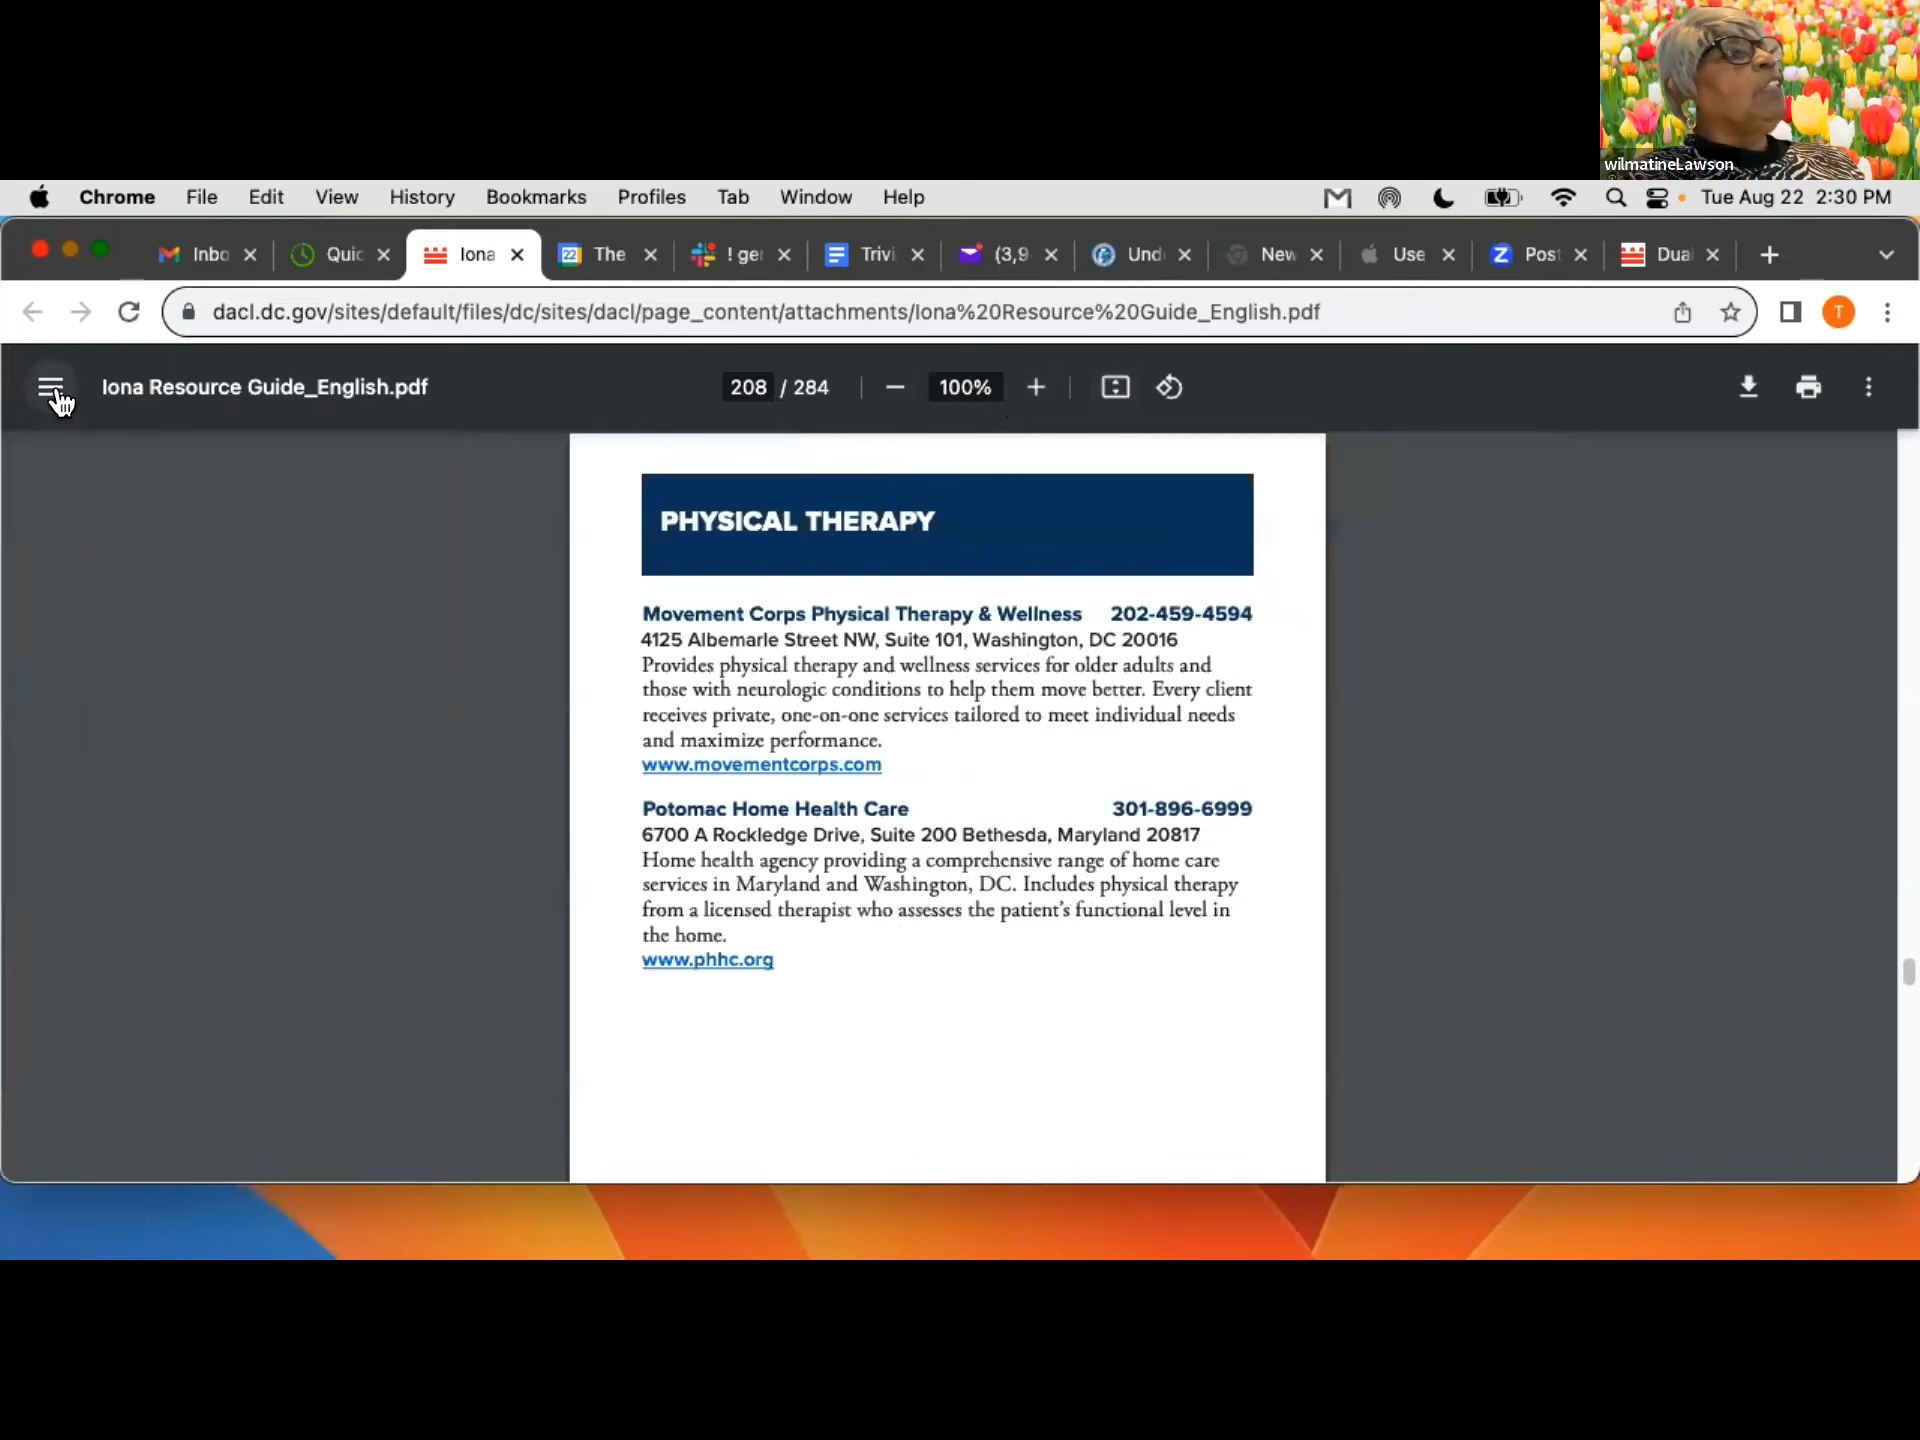 wilmatineLawson
Chrome File Edit View History Bookmarks Profiles Tab Window Help Tue Aug 22 2:30 PM
Inbo Quic Iona 22 The ! ger Trivi (3,9 Und New Use Z Post Dual
dacl.dc.gov/sites/default/files/dc/sites/dacl/page_content/attachments/Iona%20Resource%20Guide_English.pdf T
Iona Resource Guide_English.pdf 208 / 284 100%
PHYSICAL THERAPY
Movement Corps Physical Therapy & Wellness 202-459-4594
4125 Albemarle Street NW, Suite 101, Washington, DC 20016
Provides physical therapy and wellness services for older adults and
those with neurologic conditions to help them move better. Every client
receives private, one-on-one services tailored to meet individual needs
and maximize performance.
www.movementcorps.com
Potomac Home Health Care 301-896-6999
6700 A Rockledge Drive, Suite 200 Bethesda, Maryland 20817
Home health agency providing a comprehensive range of home care
services in Maryland and Washington, DC. Includes physical therapy
from a licensed therapist who assesses the patient's functional level in
the home.
www.phhc.org